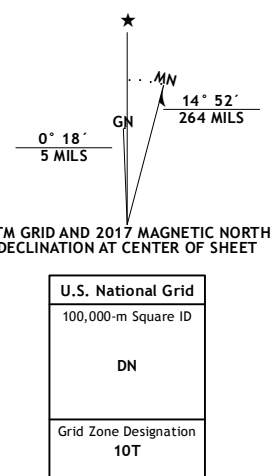 ★
MN
GN
14° 52´
264 MILS
0° 18´
5 MILS
TM GRID AND 2017 MAGNETIC NORTH
DECLINATION AT CENTER OF SHEET
U.S. National Grid
100,000-m Square ID
DN
Grid Zone Designation
10T